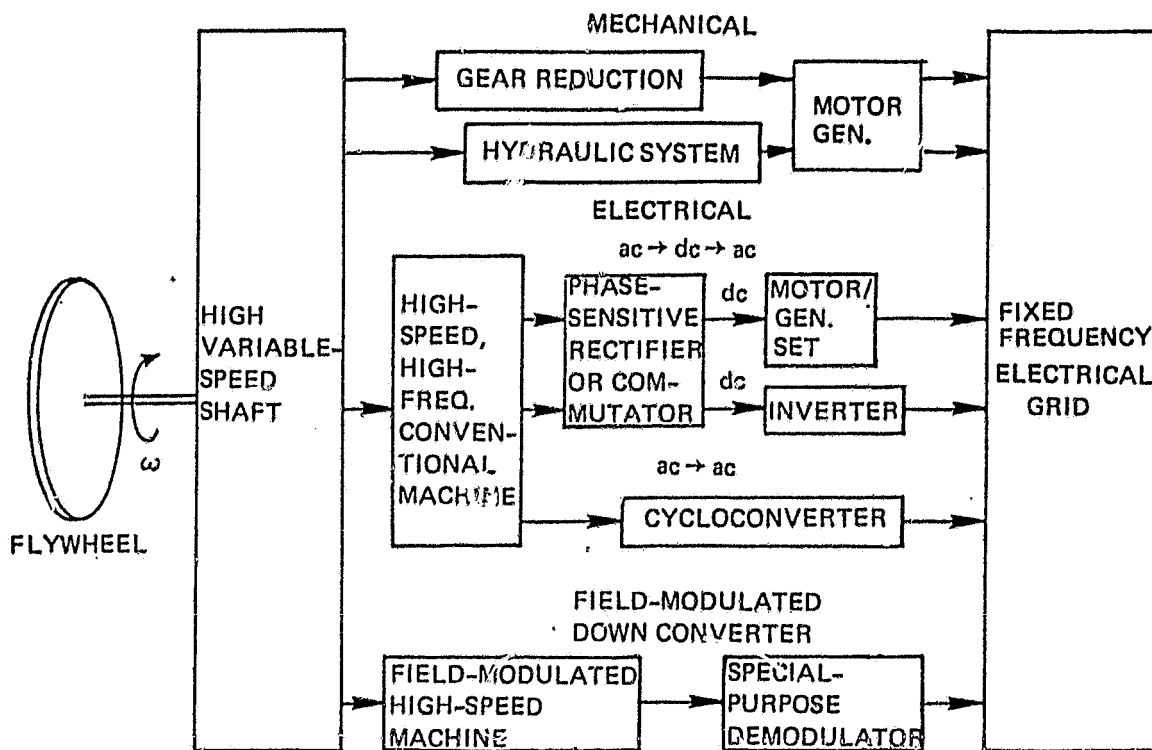 MECHANICAL
GEAR REDUCTION
HYDRAULIC SYSTEM
MOTOR
GEN.
ELECTRICAL
ac → dc → ac
HIGH-
SPEED,
HIGH-
FREQ.
CONVEN-
TIONAL
MACHINE
PHASE-
SENSITIVE
RECTIFIER
OR COM-
MUTATOR
dc
dc
MOTOR/
GEN.
SET
INVERTER
ac → ac
CYCLOCONVERTER
HIGH
VARIABLE-
SPEED
SHAFT
ω
FLYWHEEL
FIXED
FREQUENCY
ELECTRICAL
GRID
FIELD-MODULATED
DOWN CONVERTER
FIELD-MODULATED
HIGH-SPEED
MACHINE
SPECIAL-
PURPOSE
DEMODULATOR